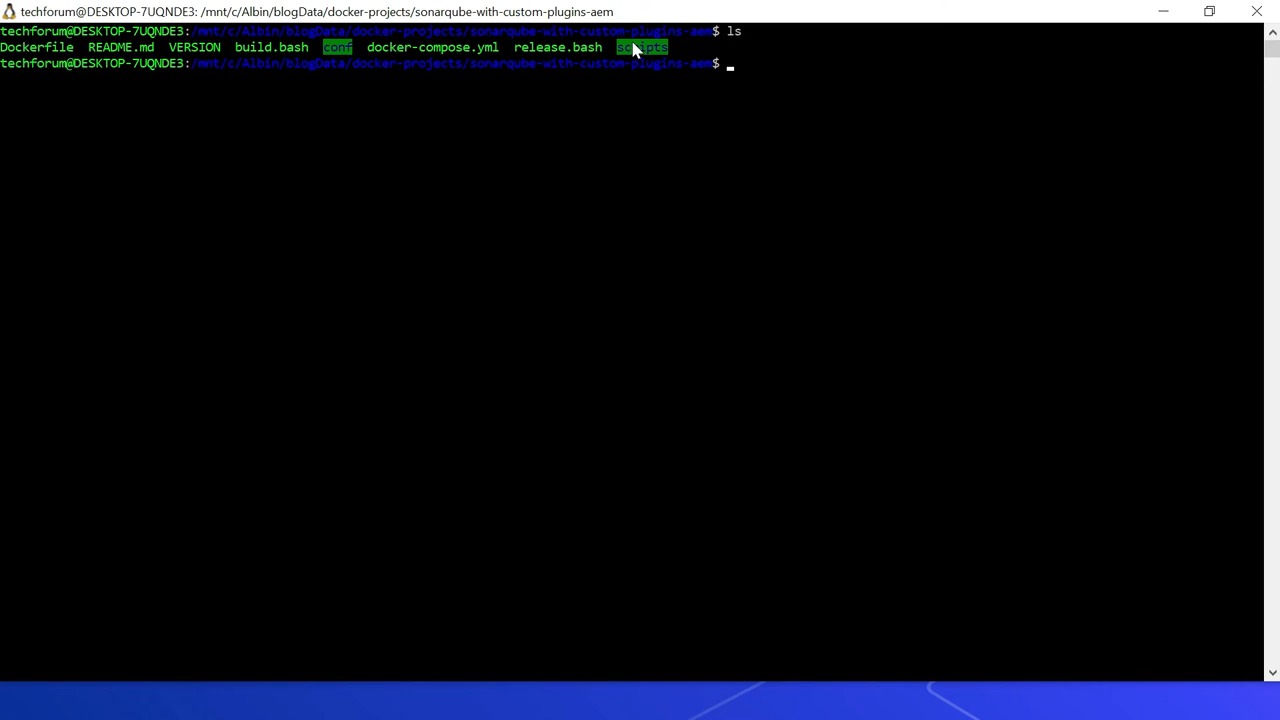 techforum@DESKTOP-7UQNDE3: /mnt/c/Albin/blogData/docker-projects/sonarqube-with-custom-plugins-aem
techforum@DESKTOP-7UQNDE3:/mnt/c/Albin/blogData/docker-projects/sonarqube-with-custom-plugins-aem$ ls
Dockerfile README.md VERSION build.bash conf docker-compose.yml release.bash scripts
techforum@DESKTOP-7UQNDE3:/mnt/c/Albin/blogData/docker-projects/sonarqube-with-custom-plugins-aem$